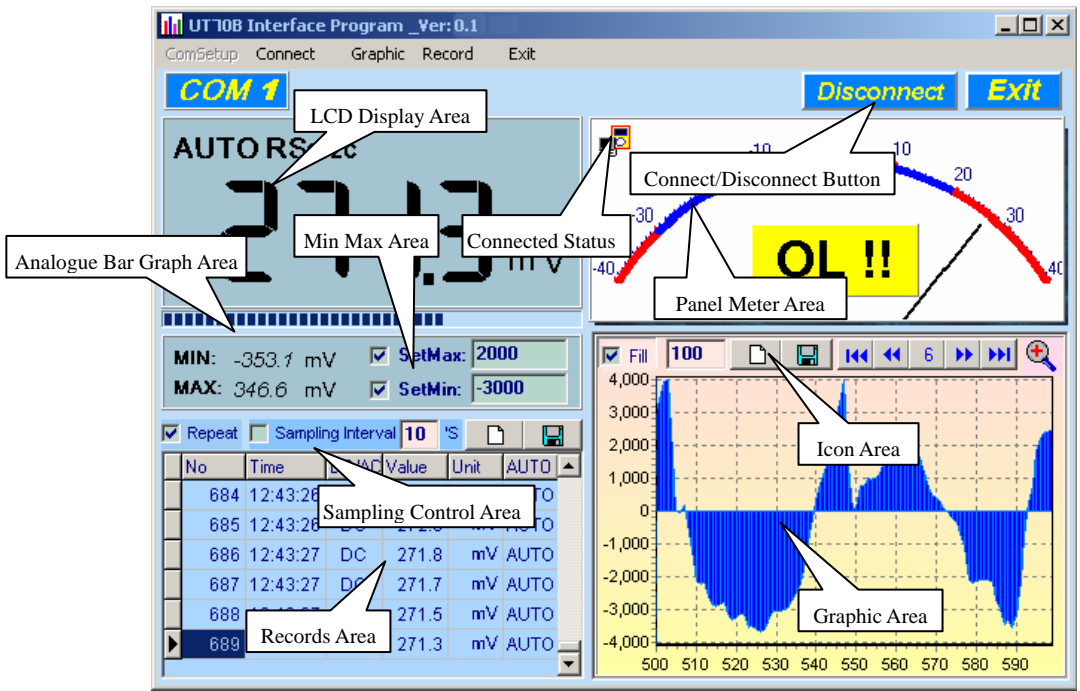 UT70B Interface Program _Ver: 0.1
ComSetup Connect Graphic Record Exit
COM 1
Disconnect Exit
LCD Display Area
AUTO
271.3
mV
Connect/Disconnect Button
Connected Status
Min Max Area
Analogue Bar Graph Area
-40 -30 -10 10 20 30 40
OL !!
Panel Meter Area
MIN: -353.1 mV SetMax: 2000
MAX: 346.6 mV SetMin: -3000
Repeat Sampling Interval 10 'S
No Time Value Unit AUTO
684 12:43:26
685 12:43:26
686 12:43:27 DC 271.8 mV AUTO
687 12:43:27 DC 271.7 mV AUTO
688 271.5 mV AUTO
689 271.3 mV AUTO
Sampling Control Area
Records Area
Fill 100 6
Icon Area
Graphic Area
4,000
3,000
2,000
1,000
0
-1,000
-2,000
-3,000
-4,000
500 510 520 530 540 550 560 570 580 590